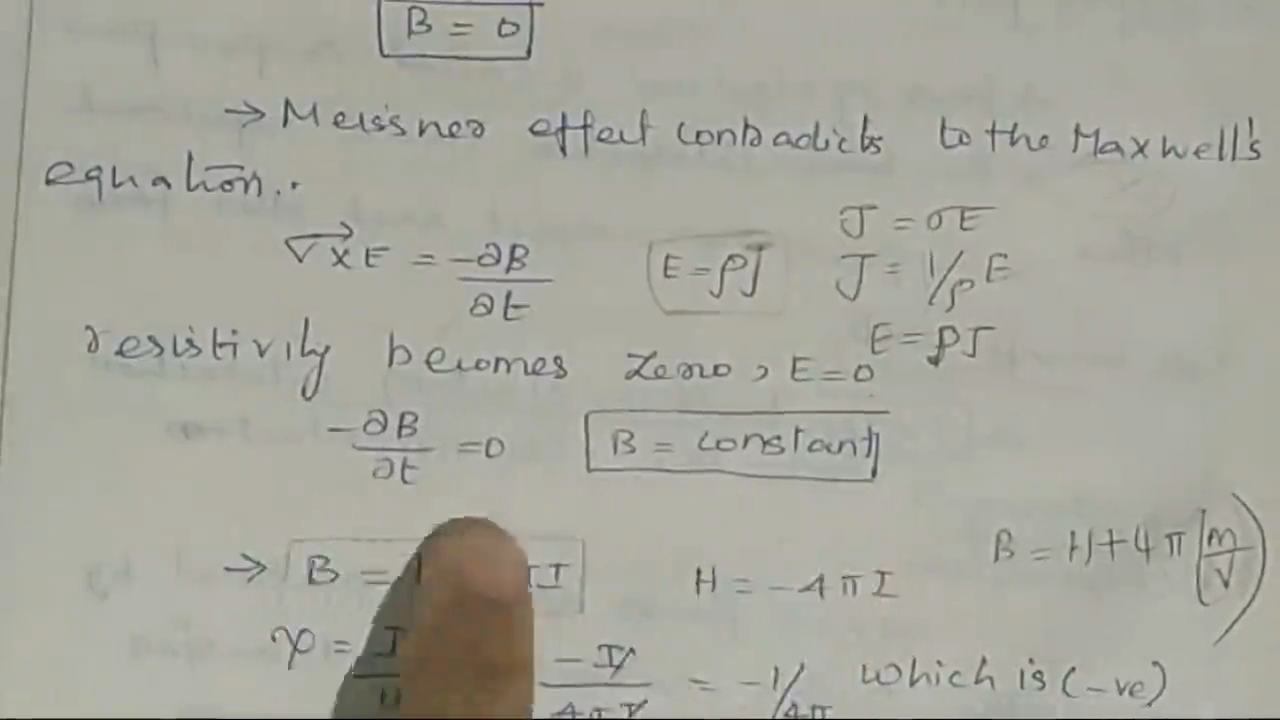 B = 0
→ Meissner effect contradicts to the Maxwell's
equation..
∇×E = -∂B/∂t   E = ρJ   J = σE
J = 1/ρ E
E = ρJ
resistivity becomes zero, E=0
-∂B/∂t = 0   B = constant
→ B =   I   H = -4πI   B = H+4π(m/v)
χ = I/H   -I/4πI = -1/4π which is (-ve)